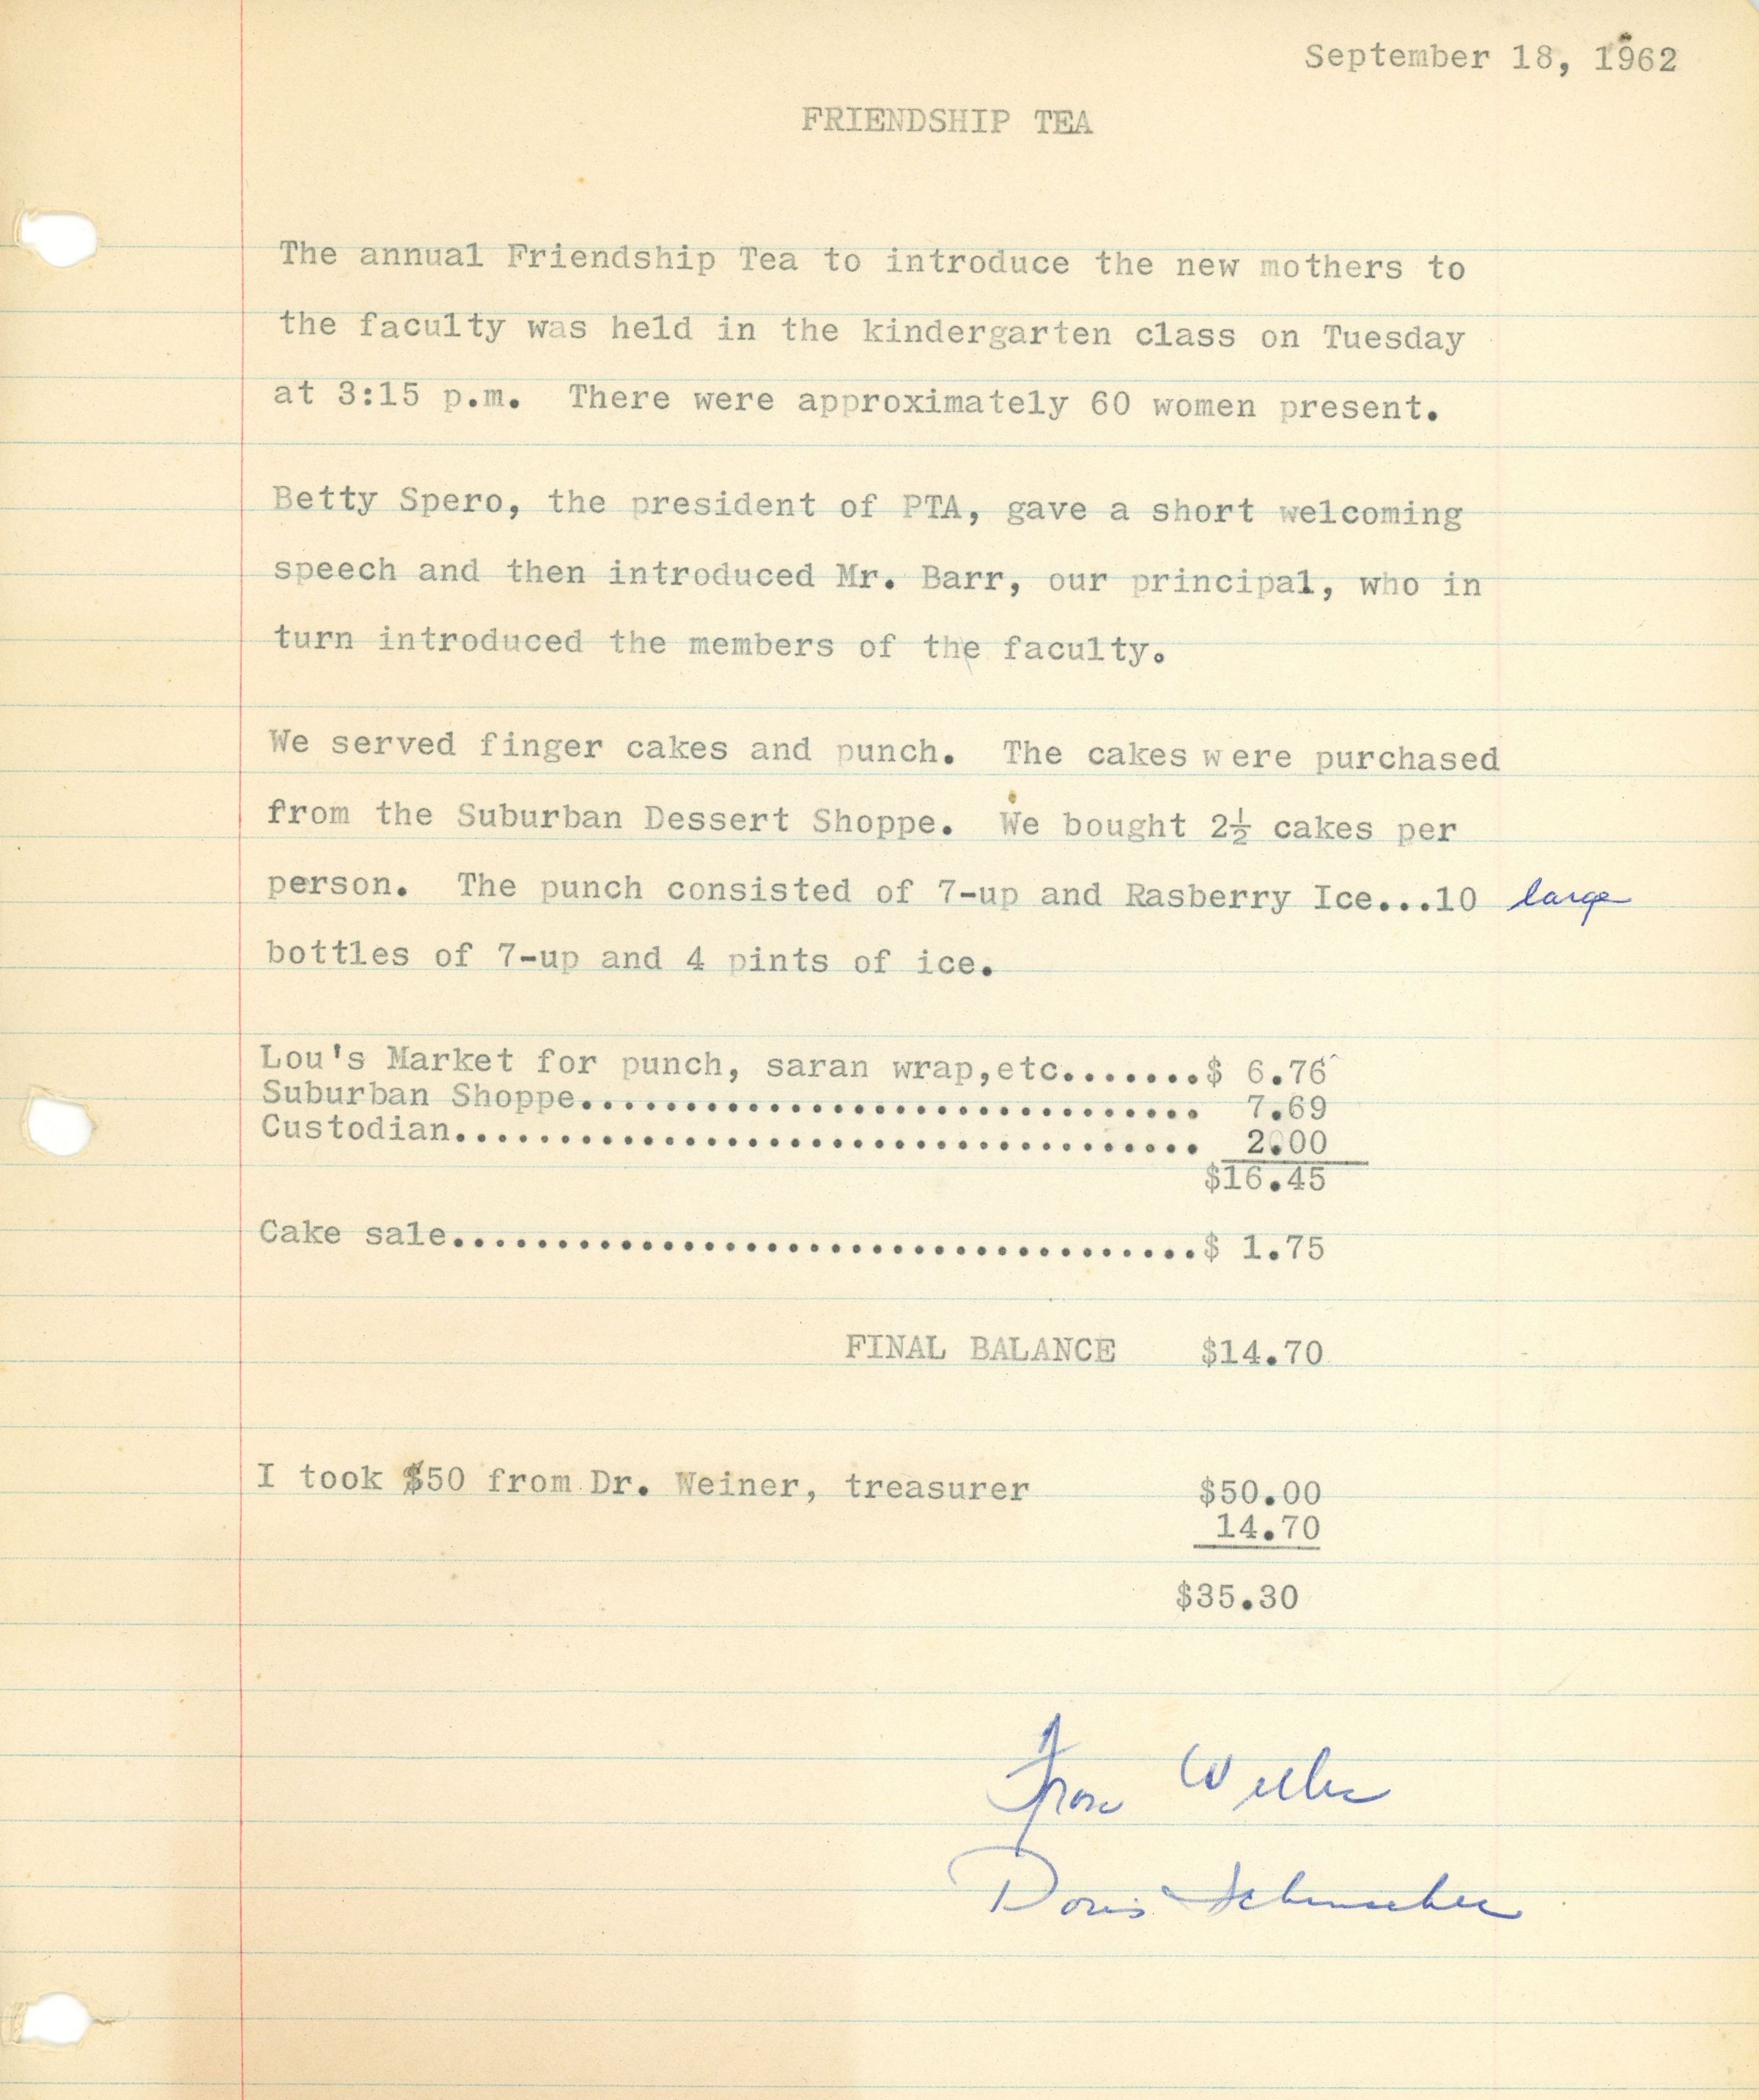 September 18, 1962
FRIENDSHIP TEA
The annual Friendship Tea to introduce the new mothers to
the faculty was held in the kindergarten class on Tuesday
at 3:15 p.m. There were approximately 60 women present.
Betty Spero, the president of PTA, gave a short welcoming
speech and then introduced Mr. Barr, our principal, who in
turn introduced the members of the faculty.
We served finger cakes and punch. The cakes were purchased
from the Suburban Dessert Shoppe. We bought 2½ cakes per
person. The punch consisted of 7-up and Rasberry Ice...10 large
bottles of 7-up and 4 pints of ice.
Lou's Market for punch, saran wrap,etc.......$ 6.76
Suburban Shoppe.............................. 7.69
Custodian.................................... 2.00
$16.45
Cake sale....................................$ 1.75
FINAL BALANCE $14.70
I took $50 from Dr. Weiner, treasurer $50.00
14.70
$35.30
Doris